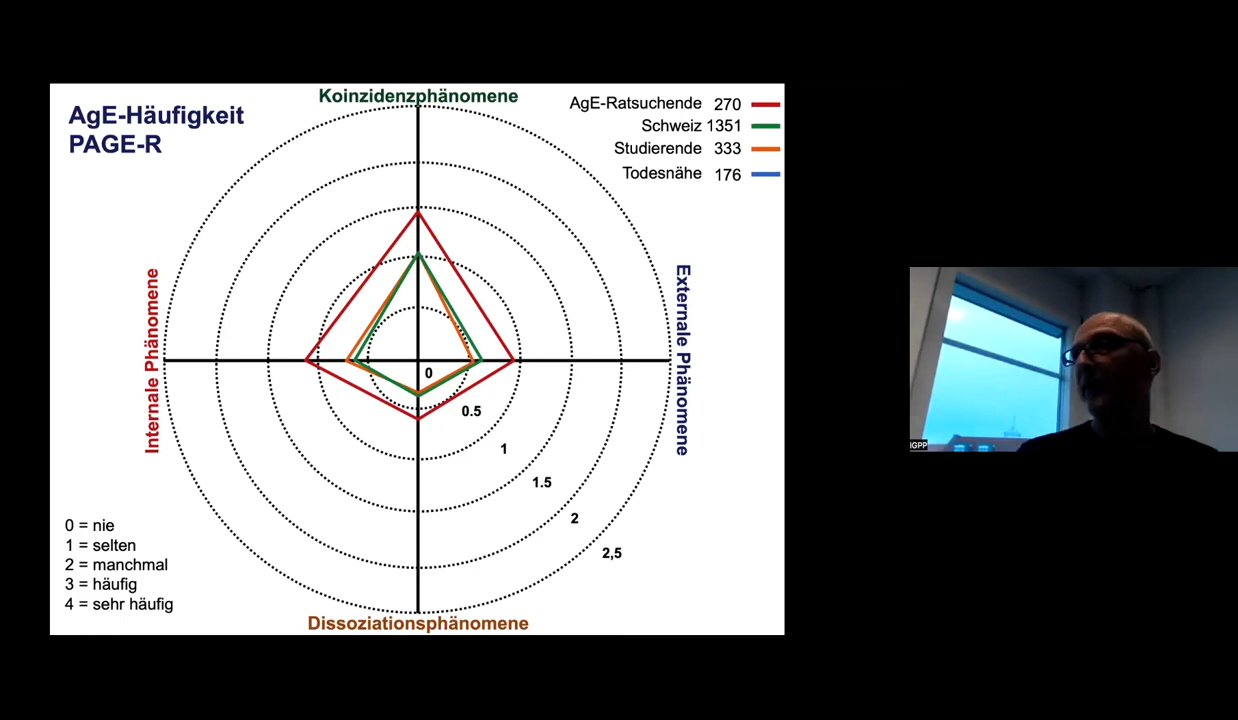 AgE-Häufigkeit
PAGE-R
Koinzidenzphänomene
AgE-Ratsuchende 270
Schweiz 1351
Studierende 333
Todesnähe 176
Internale Phänomene
Externale Phänomene
0
0.5
1
1.5
2
2,5
0 = nie
1 = selten
2 = manchmal
3 = häufig
4 = sehr häufig
Dissoziationsphänomene
IGPP